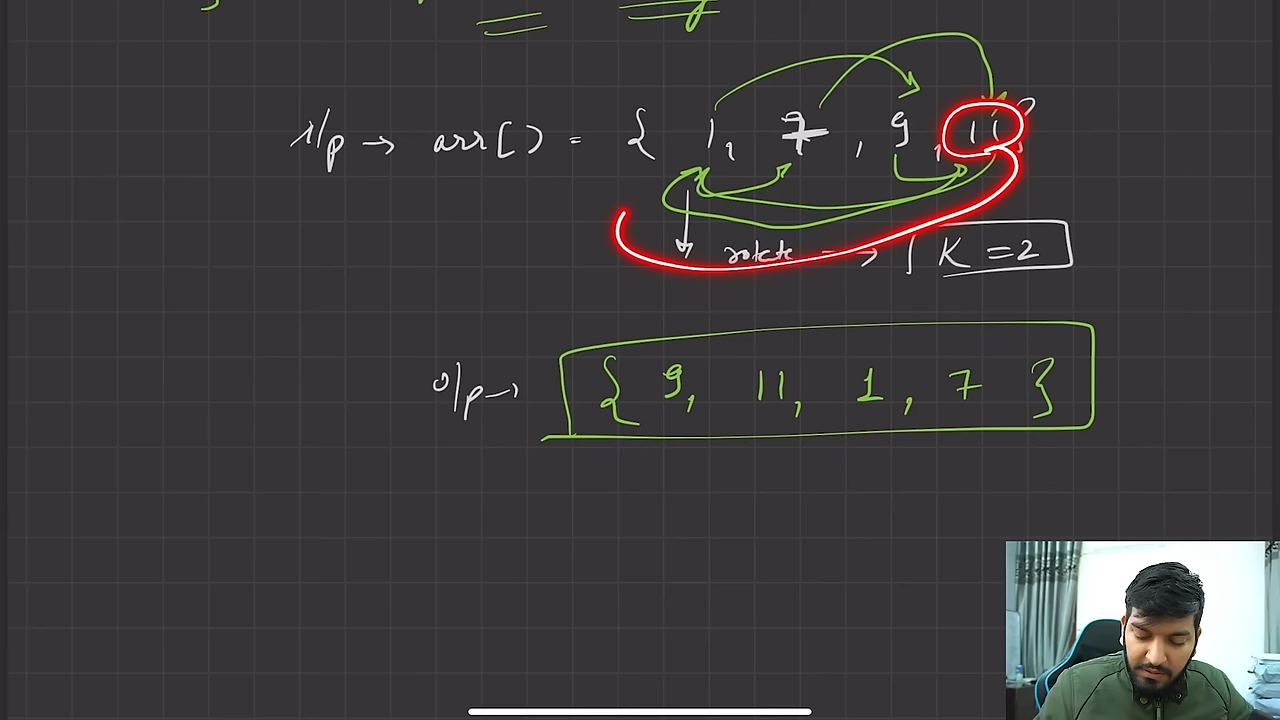 i/p → arr[] = { 1, 7, 9, 11 }
rotate → K = 2
o/p → { 9, 11, 1, 7 }